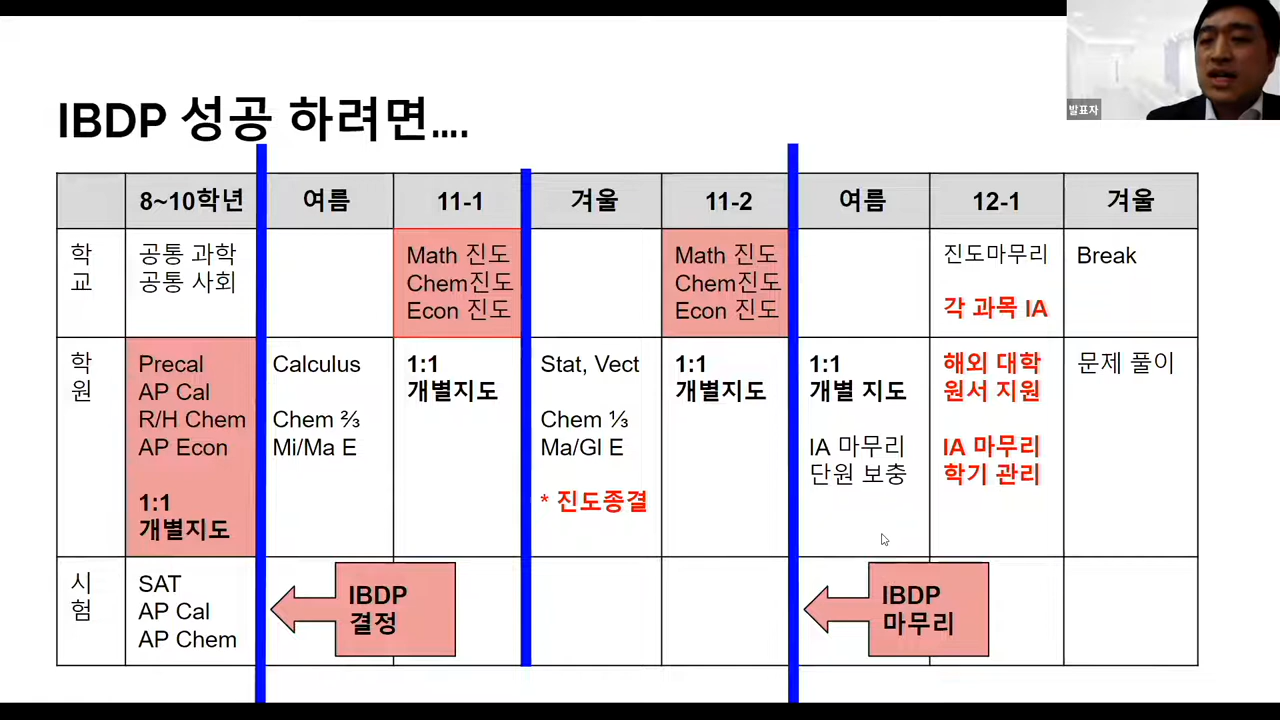 발표자
IBDP 성공 하려면....
8~10학년 여름 11-1 겨울 11-2 여름 12-1 겨울
학
교
공통 과학
공통 사회
Math 진도
Chem진도
Econ 진도
Math 진도
Chem진도
Econ 진도
진도마무리
각 과목 IA
Break
학
원
Precal
AP Cal
R/H Chem
AP Econ
1:1
개별지도
Calculus
Chem ⅔
Mi/Ma E
1:1
개별지도
Stat, Vect
Chem ⅓
Ma/Gl E
* 진도종결
1:1
개별지도
1:1
개별 지도
IA 마무리
단원 보충
해외 대학
원서 지원
IA 마무리
학기 관리
문제 풀이
시
험
SAT
AP Cal
AP Chem
IBDP
결정
IBDP
마무리